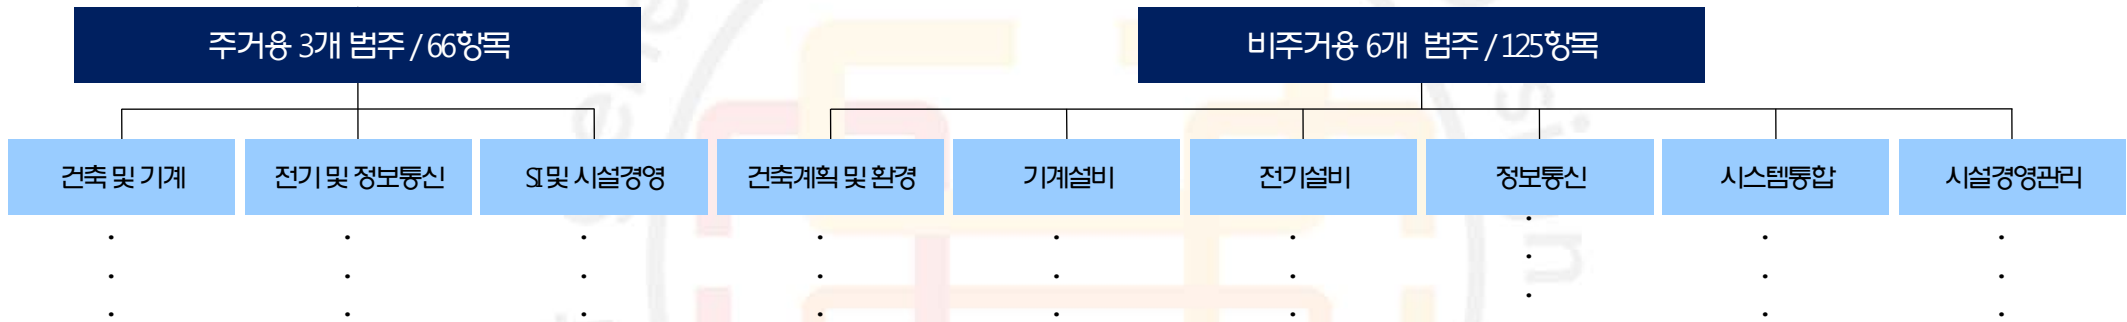 주거용 3개 범주 / 66항목
비주거용 6개 범주 / 125항목
건축 및 기계
전기 및 정보통신
SI 및 시설경영
건축계획 및 환경
기계설비
전기설비
정보통신
시스템통합
시설경영관리